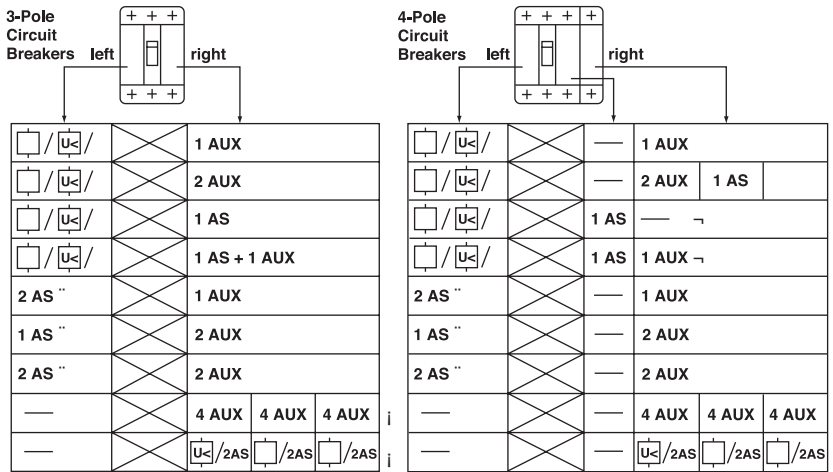 3-Pole
Circuit
Breakers left right
+ + +
+ + +
/ U< / 1 AUX
/ U< / 2 AUX
/ U< / 1 AS
/ U< / 1 AS + 1 AUX
2 AS ¨ 1 AUX
1 AS ¨ 2 AUX
2 AS ¨ 2 AUX
— 4 AUX 4 AUX 4 AUX ¡
— U< /2AS /2AS /2AS ¡
4-Pole
Circuit
Breakers left right
+ + + +
+ + + +
/ U< / — 1 AUX
/ U< / — 2 AUX 1 AS
/ U< / 1 AS — ¬
/ U< / 1 AS 1 AUX ¬
2 AS ¨ — 1 AUX
1 AS ¨ — 2 AUX
2 AS ¨ — 2 AUX
— — 4 AUX 4 AUX 4 AUX
— — U< /2AS /2AS /2AS